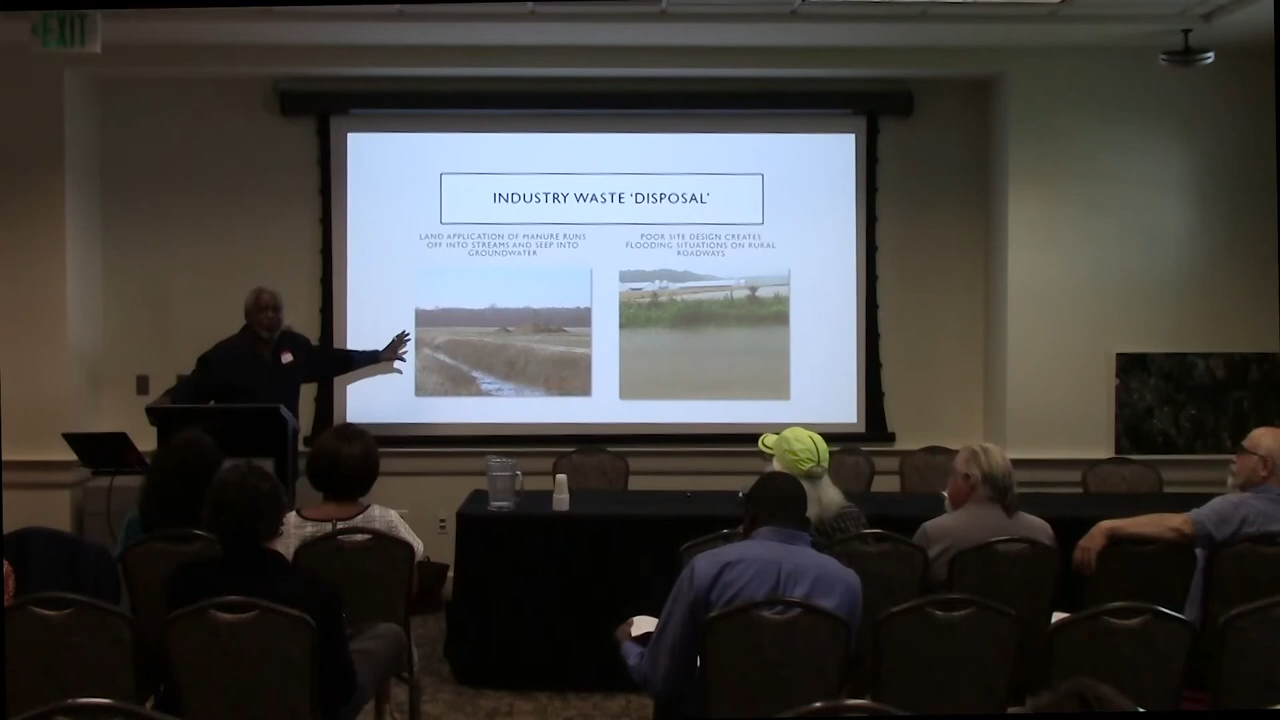 EXIT
INDUSTRY WASTE ‘DISPOSAL’
LAND APPLICATION OF MANURE RUNS
OFF INTO STREAMS AND SEEP INTO
GROUNDWATER
POOR SITE DESIGN CREATES
FLOODING SITUATIONS ON RURAL
ROADWAYS